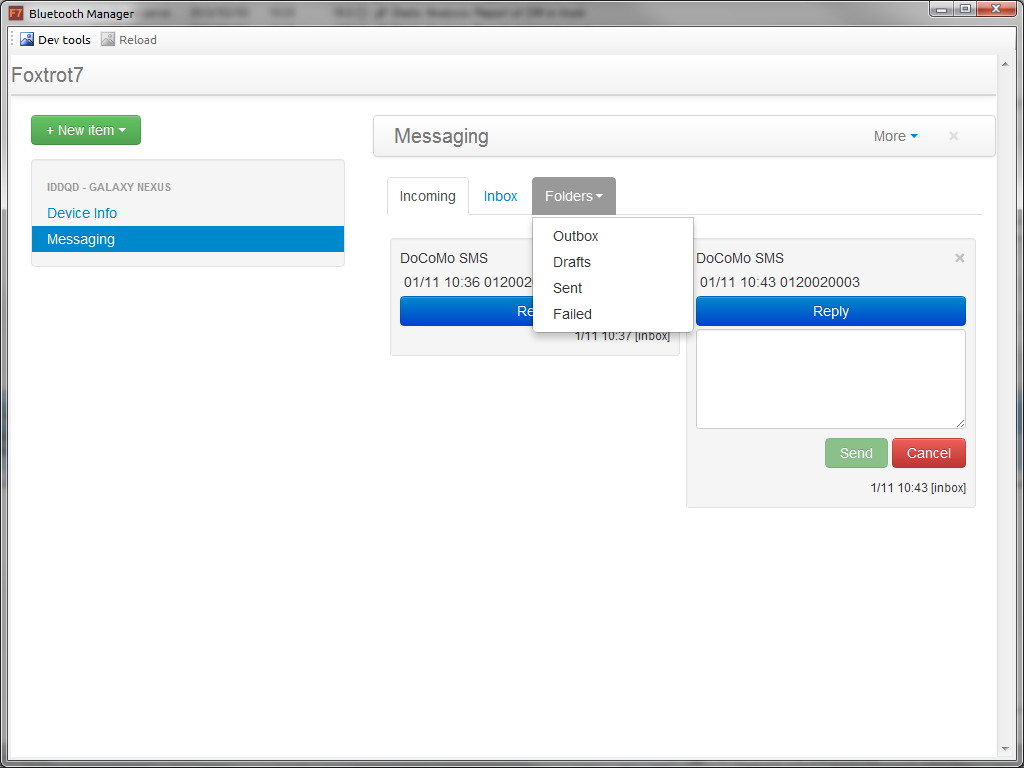 F7 Bluetooth Manager
Dev tools Reload
Foxtrot7
+ New item
Messaging
More
×
IDDQD - GALAXY NEXUS
Device Info
Messaging
Incoming
Inbox
Folders
Outbox
Drafts
Sent
Failed
DoCoMo SMS
01/11 10:36 012002
Re
1/11 10:37 [inbox]
DoCoMo SMS
×
01/11 10:43 0120020003
Reply
Send
Cancel
1/11 10:43 [inbox]